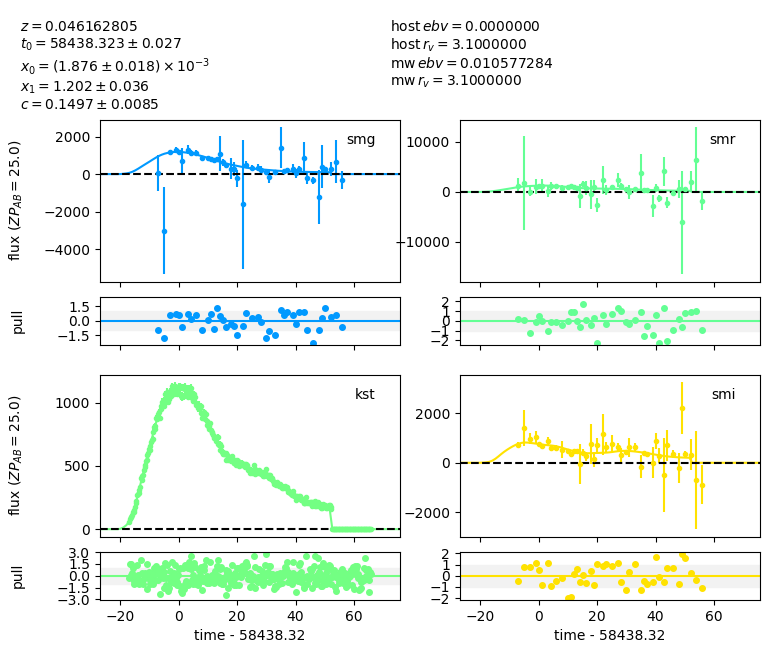 z = 0.046162805
t₀ = 58438.323 ± 0.027
x₀ = (1.876 ± 0.018) × 10⁻³
x₁ = 1.202 ± 0.036
c = 0.1497 ± 0.0085
host ebv = 0.0000000
host r_v = 3.1000000
mw ebv = 0.010577284
mw r_v = 3.1000000
flux (ZP_AB = 25.0)
2000
0
−2000
−4000
smg
10000
0
−10000
smr
pull
1.5
0.0
−1.5
2
1
0
−1
−2
flux (ZP_AB = 25.0)
1000
500
0
kst
2000
0
−2000
smi
pull
3.0
1.5
0.0
−1.5
−3.0
2
1
0
−1
−2
−20 0 20 40 60
−20 0 20 40 60
time - 58438.32
time - 58438.32